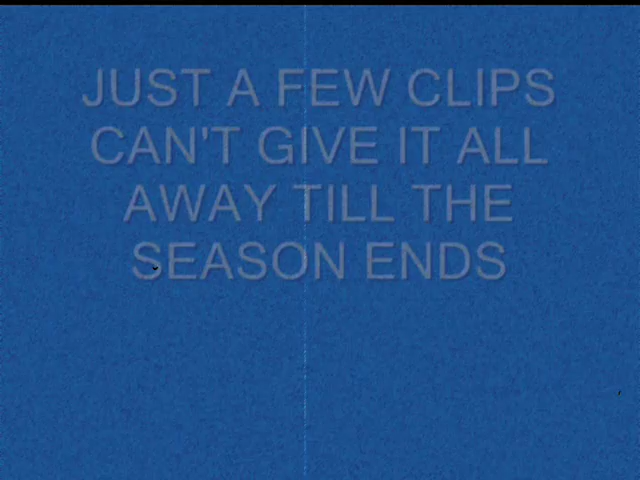 JUST A FEW CLIPS
CAN'T GIVE IT ALL
AWAY TILL THE
SEASON ENDS